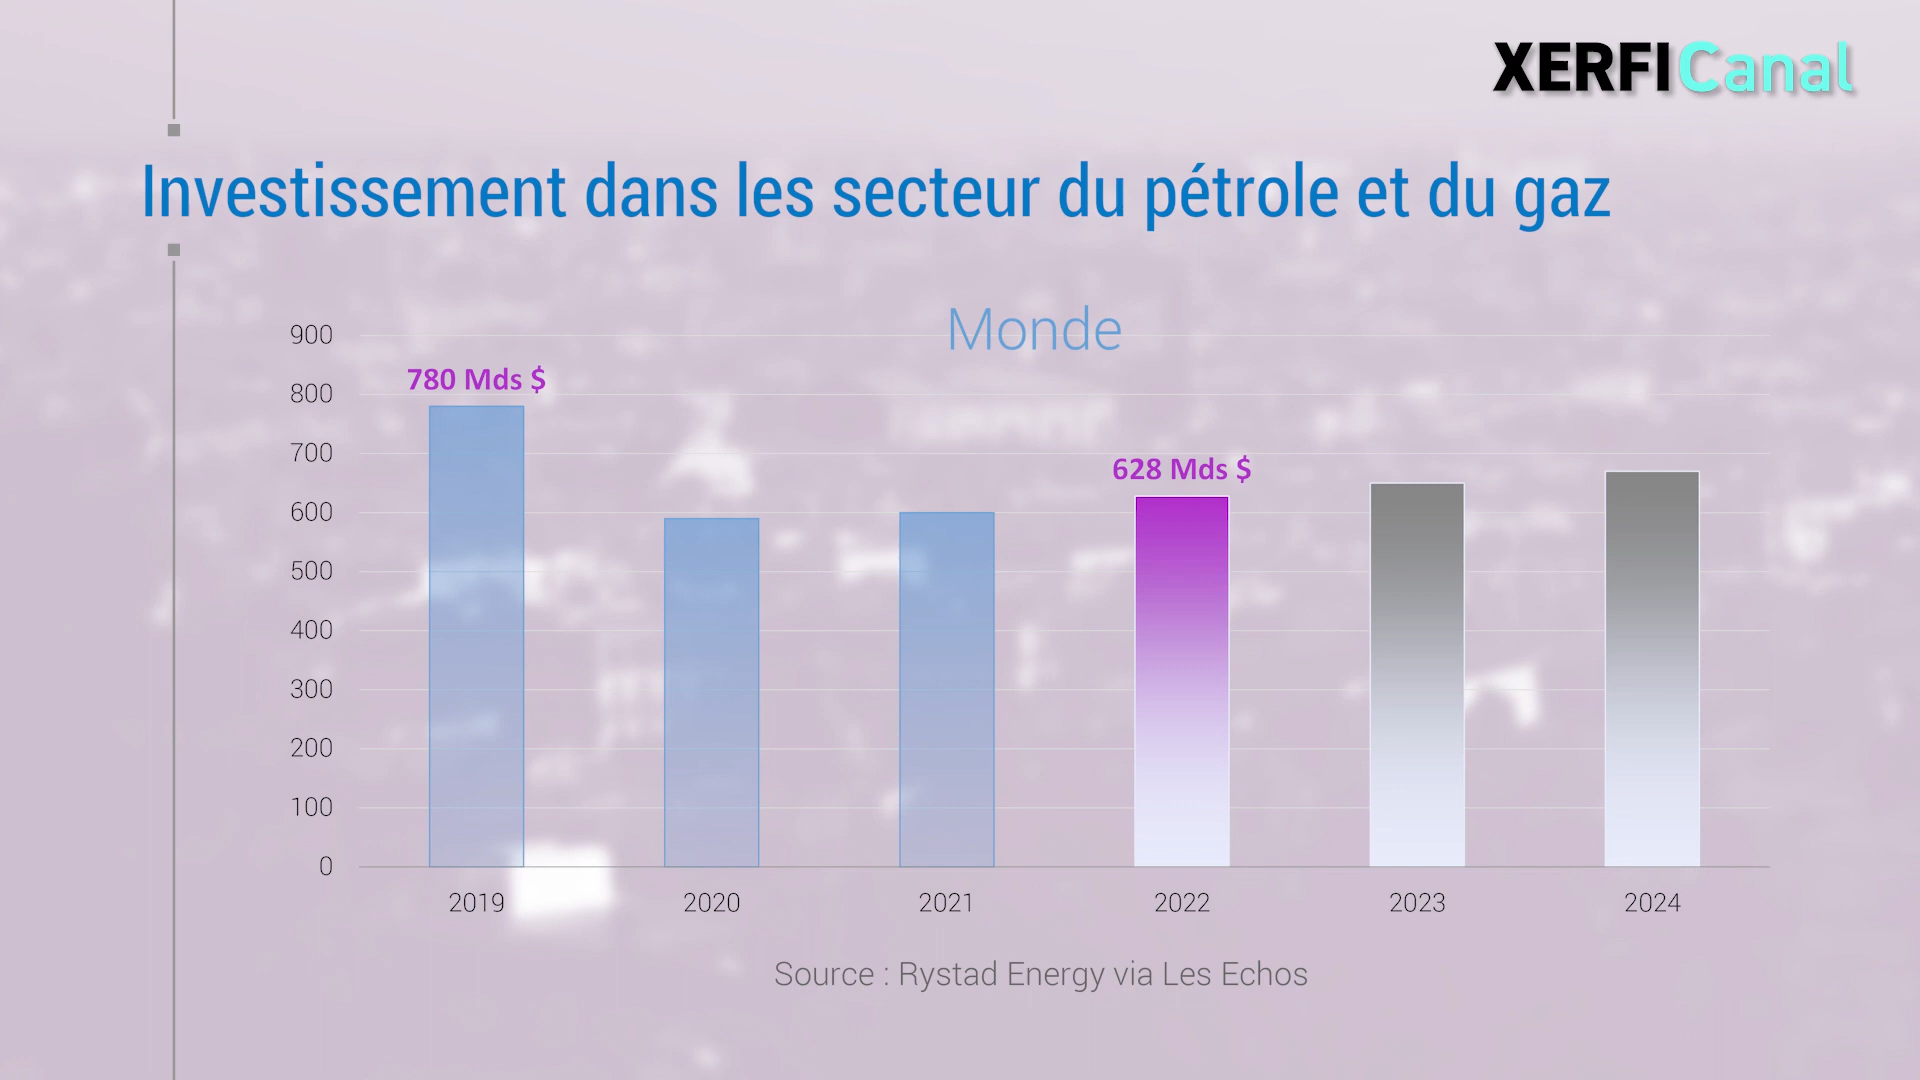 XERFI Canal
Investissement dans les secteur du pétrole et du gaz
Monde
900
800
700
600
500
400
300
200
100
0
780 Mds $
628 Mds $
2019 2020 2021 2022 2023 2024
Source : Rystad Energy via Les Echos